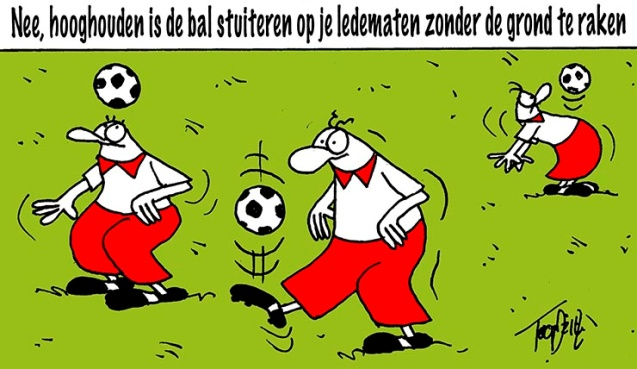 Nee, hooghouden is de bal stuiteren op je ledematen zonder de grond te raken